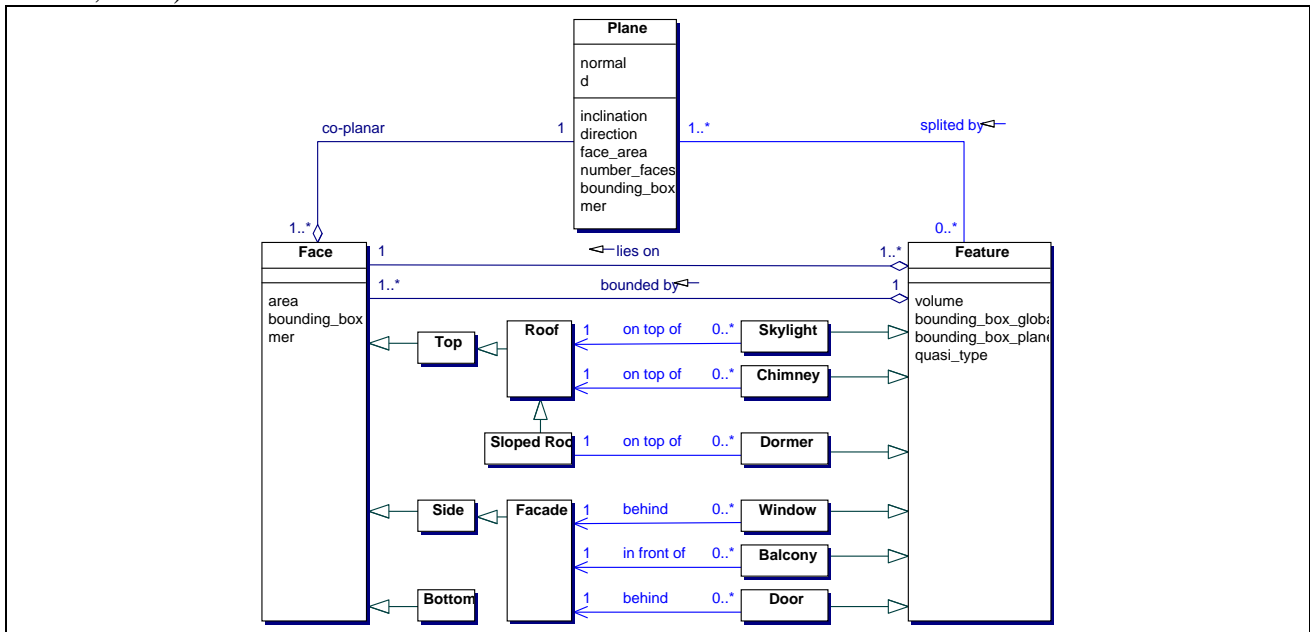 Plane
normal
d
inclination
direction
face_area
number_faces
bounding_box
mer
co-planar 1 1..* splited by
1..* 0..*
Face 1 lies on 1..* Feature
1..* bounded by 1
area
bounding_box
mer
volume
bounding_box_globa
bounding_box_plane
quasi_type
Top Roof 1 on top of 0..* Skylight
1 on top of 0..* Chimney
Sloped Roo 1 on top of 0..* Dormer
Side Facade 1 behind 0..* Window
1 in front of 0..* Balcony
Bottom 1 behind 0..* Door